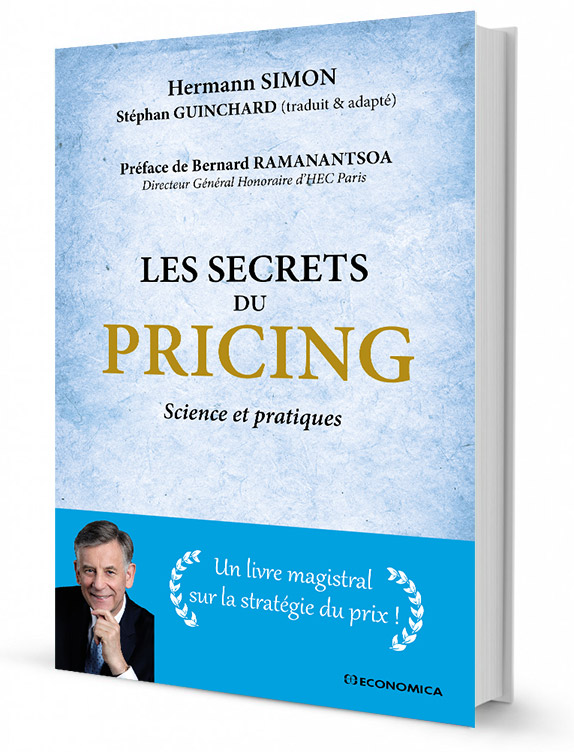 Hermann SIMON
Stéphan GUINCHARD (traduit & adapté)
Préface de Bernard RAMANANTSOA
Directeur Général Honoraire d'HEC Paris
LES SECRETS
DU
PRICING
Science et pratiques
Un livre magistral
sur la stratégie du prix !
ECONOMICA